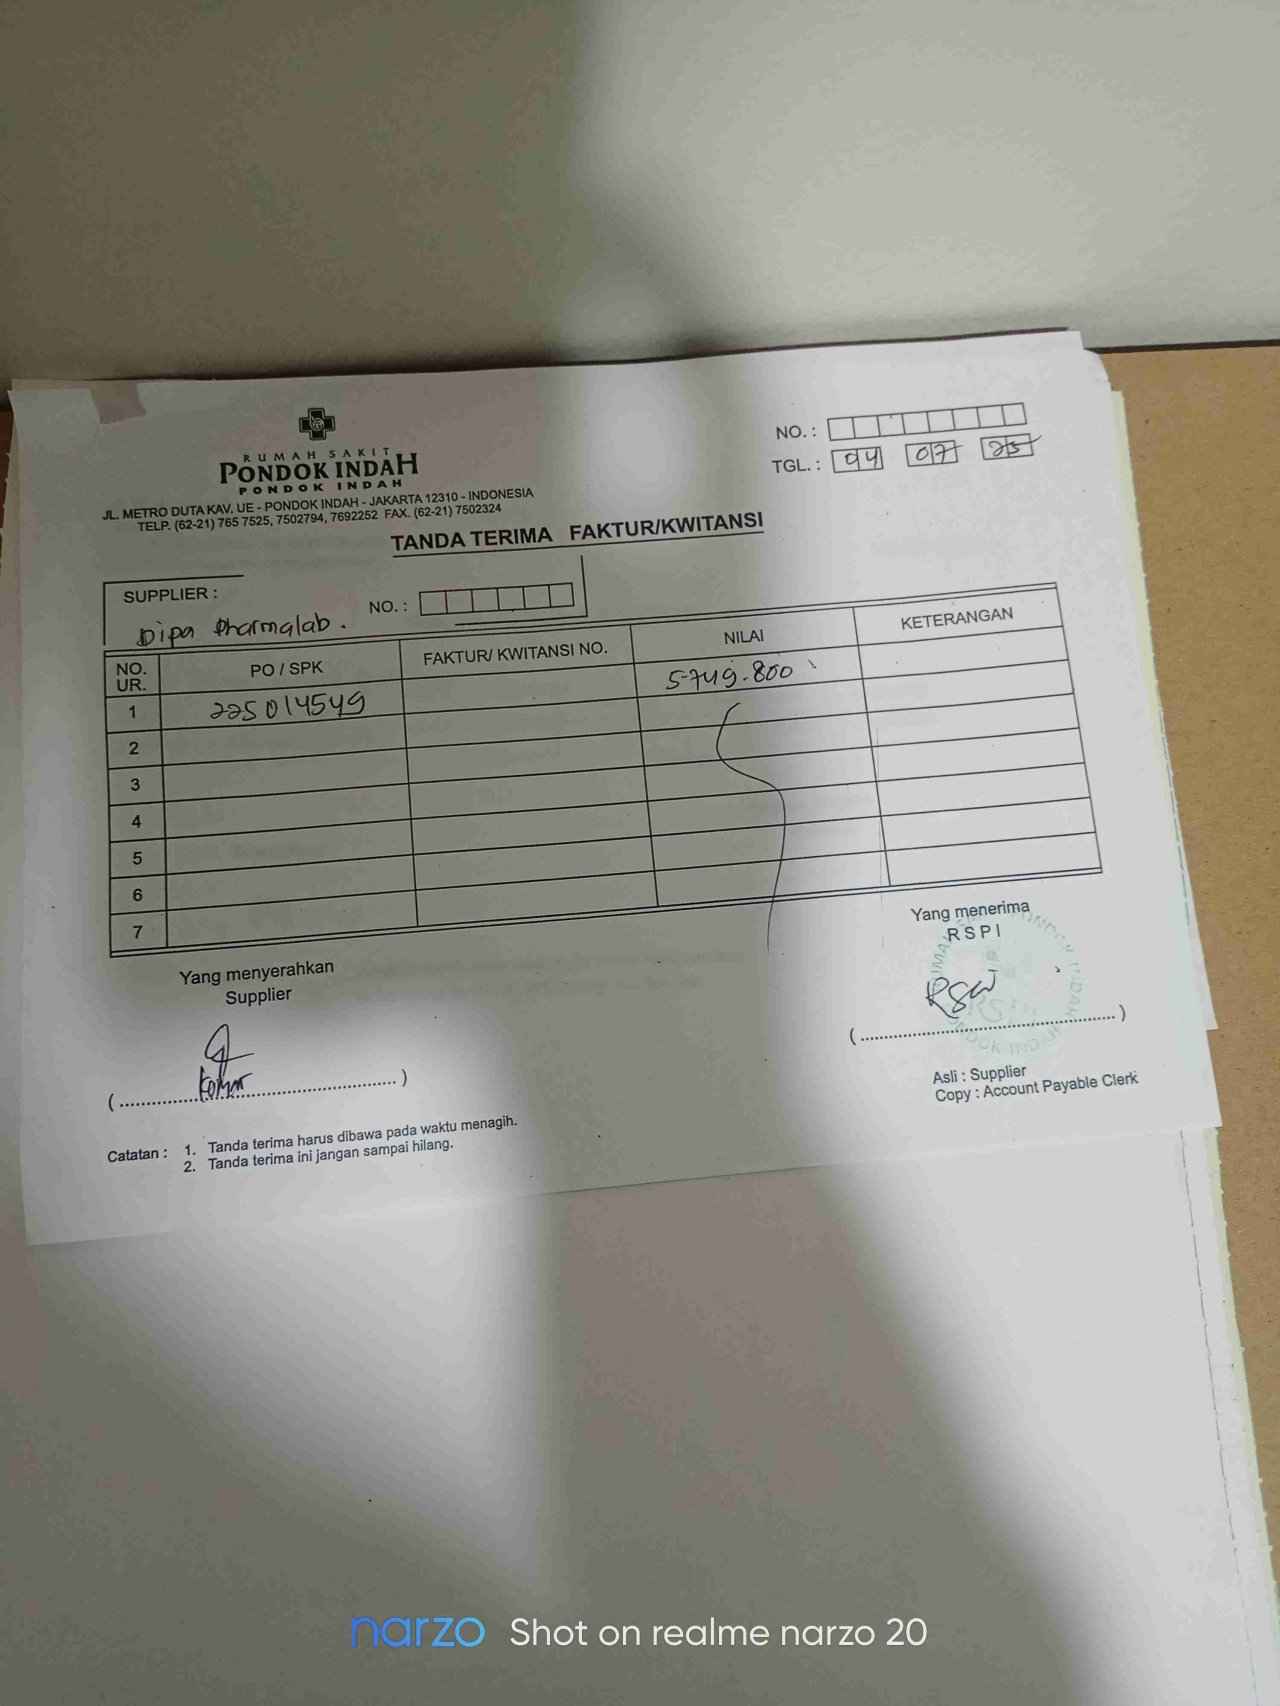 RUMAH SAKIT
PONDOK INDAH
PONDOK INDAH
JL. METRO DUTA KAV. UE - PONDOK INDAH - JAKARTA 12310 - INDONESIA
TELP. (62-21) 765 7525, 7502794, 7692252 FAX. (62-21) 7502324
NO. :
TGL. : 04 07 25
TANDA TERIMA FAKTUR/KWITANSI
SUPPLIER :
NO. :
Dipa Pharmalab.
NO. UR. PO / SPK FAKTUR/ KWITANSI NO. NILAI KETERANGAN
1 225014549 5.749.800
2
3
4
5
6
7
Yang menyerahkan
Supplier
Yang menerima
RSPI
(........................................)
(........................................)
Asli : Supplier
Copy : Account Payable Clerk
Catatan : 1. Tanda terima harus dibawa pada waktu menagih.
2. Tanda terima ini jangan sampai hilang.
narzo Shot on realme narzo 20